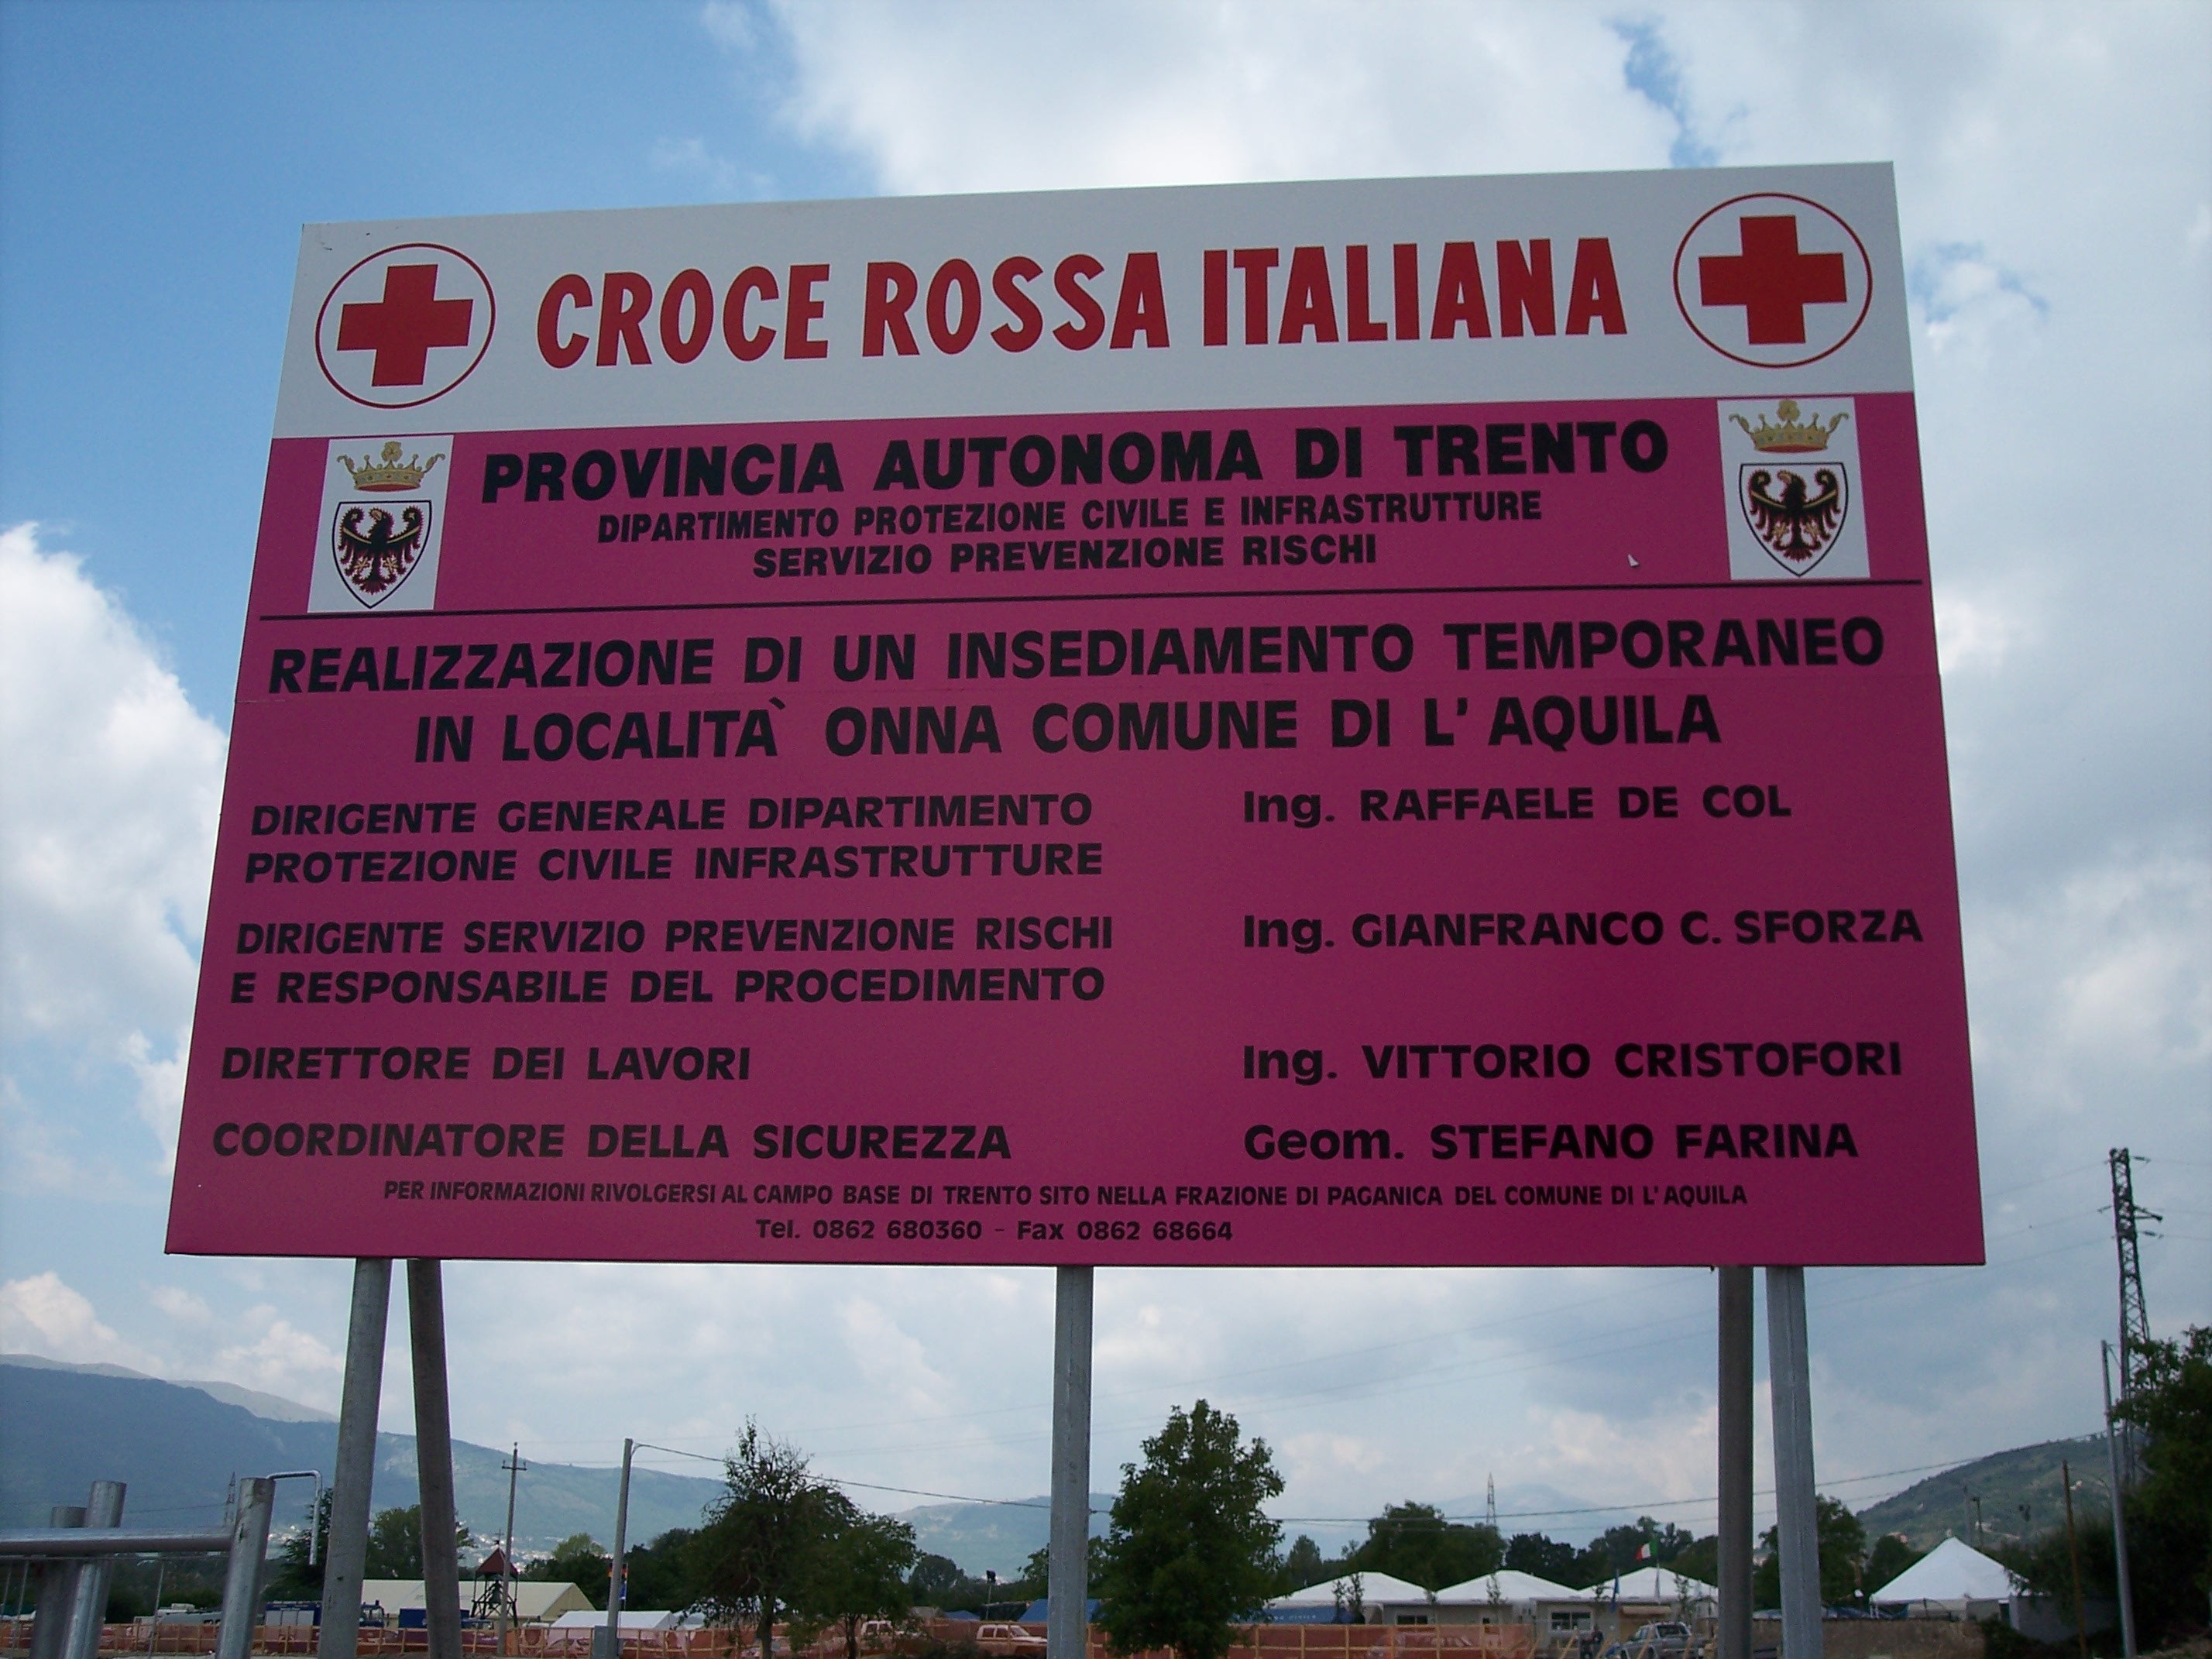 CROCE ROSSA ITALIANA
PROVINCIA AUTONOMA DI TRENTO
DIPARTIMENTO PROTEZIONE CIVILE E INFRASTRUTTURE
SERVIZIO PREVENZIONE RISCHI
REALIZZAZIONE DI UN INSEDIAMENTO TEMPORANEO
IN LOCALITA` ONNA COMUNE DI L'AQUILA
DIRIGENTE GENERALE DIPARTIMENTO Ing. RAFFAELE DE COL
PROTEZIONE CIVILE INFRASTRUTTURE
DIRIGENTE SERVIZIO PREVENZIONE RISCHI Ing. GIANFRANCO C. SFORZA
E RESPONSABILE DEL PROCEDIMENTO
DIRETTORE DEI LAVORI Ing. VITTORIO CRISTOFORI
COORDINATORE DELLA SICUREZZA Geom. STEFANO FARINA
PER INFORMAZIONI RIVOLGERSI AL CAMPO BASE DI TRENTO SITO NELLA FRAZIONE DI PAGANICA DEL COMUNE DI L'AQUILA
Tel. 0862 680360 - Fax 0862 68664